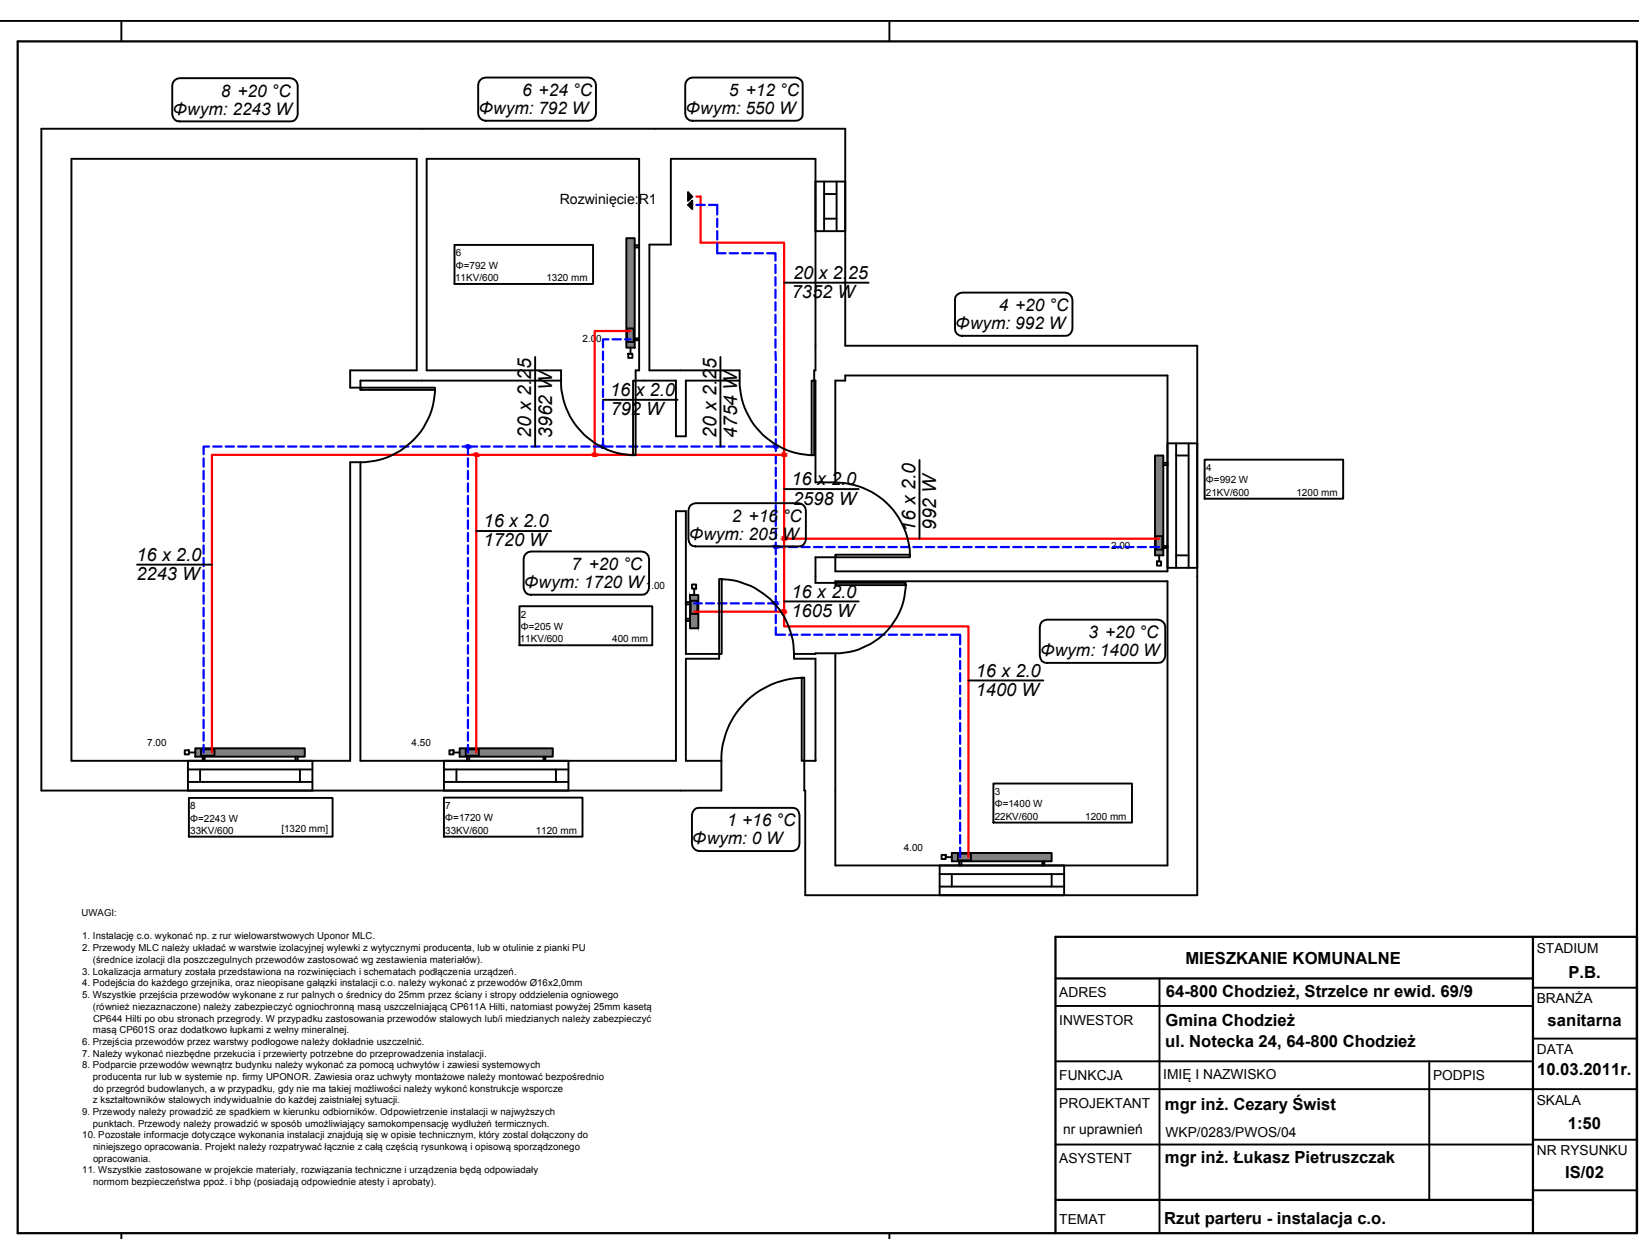 8 +20 °C
Φwym: 2243 W
6 +24 °C
Φwym: 792 W
5 +12 °C
Φwym: 550 W
Rozwinięcie:R1
6
Φ=792 W
11KV/600 1320 mm
20 x 2.25
7352 W
4 +20 °C
Φwym: 992 W
2.00
20 x 2.25
3962 W
16 x 2.0
792 W
20 x 2.25
4754 W
16 x 2.0
2598 W
16 x 2.0
992 W
4
Φ=992 W
21KV/600 1200 mm
2 +16 °C
Φwym: 205 W
2.00
16 x 2.0
1720 W
16 x 2.0
2243 W
7 +20 °C
Φwym: 1720 W
1.00
16 x 2.0
1605 W
2
Φ=205 W
11KV/600 400 mm
3 +20 °C
Φwym: 1400 W
16 x 2.0
1400 W
7.00
4.50
8
Φ=2243 W
33KV/600 [1320 mm]
7
Φ=1720 W
33KV/600 1120 mm
1 +16 °C
Φwym: 0 W
3
Φ=1400 W
22KV/600 1200 mm
4.00
UWAGI:
1. Instalację c.o. wykonać np. z rur wielowarstwowych Uponor MLC.
2. Przewody MLC należy układać w warstwie izolacyjnej wylewki z wytycznymi producenta, lub w otulinie z pianki PU
(średnice izolacji dla poszczegulnych przewodów zastosować wg zestawienia materiałów).
3. Lokalizacja armatury została przedstawiona na rozwinięciach i schematach podłączenia urządzeń.
4. Podejścia do każdego grzejnika, oraz nieopisane gałązki instalacji c.o. należy wykonać z przewodów Ø16x2,0mm
5. Wszystkie przejścia przewodów wykonane z rur palnych o średnicy do 25mm przez ściany i stropy oddzielenia ogniowego
(również niezaznaczone) należy zabezpieczyć ogniochronną masą uszczelniającą CP611A Hilti, natomiast powyżej 25mm kasetą
CP644 Hilti po obu stronach przegrody. W przypadku zastosowania przewodów stalowych lub/i miedzianych należy zabezpieczyć
masą CP601S oraz dodatkowo łupkami z wełny mineralnej.
6. Przejścia przewodów przez warstwy podłogowe należy dokładnie uszczelnić.
7. Należy wykonać niezbędne przekucia i przewierty potrzebne do przeprowadzenia instalacji.
8. Podparcie przewodów wewnątrz budynku należy wykonać za pomocą uchwytów i zawiesi systemowych
producenta rur lub w systemie np. firmy UPONOR. Zawiesia oraz uchwyty montażowe należy montować bezpośrednio
do przegród budowlanych, a w przypadku, gdy nie ma takiej możliwości należy wykonć konstrukcje wsporcze
z kształtowników stalowych indywidualnie do każdej zaistniałej sytuacji.
9. Przewody należy prowadzić ze spadkiem w kierunku odbiorników. Odpowietrzenie instalacji w najwyższych
punktach. Przewody należy prowadzić w sposób umożliwiający samokompensację wydłużeń termicznych.
10. Pozostałe informacje dotyczące wykonania instalacji znajdują się w opisie technicznym, który zostal dołączony do
niniejszego opracowania. Projekt należy rozpatrywać łącznie z całą częścią rysunkową i opisową sporządzonego
opracowania.
11. Wszystkie zastosowane w projekcie materiały, rozwiązania techniczne i urządzenia będą odpowiadały
normom bezpieczeństwa ppoż. i bhp (posiadają odpowiednie atesty i aprobaty).
MIESZKANIE KOMUNALNE
STADIUM
P.B.
ADRES 64-800 Chodzież, Strzelce nr ewid. 69/9
BRANŻA
sanitarna
INWESTOR Gmina Chodzież
ul. Notecka 24, 64-800 Chodzież
DATA
10.03.2011r.
FUNKCJA IMIĘ I NAZWISKO PODPIS
PROJEKTANT mgr inż. Cezary Świst
nr uprawnień WKP/0283/PWOS/04
SKALA
1:50
ASYSTENT mgr inż. Łukasz Pietruszczak
NR RYSUNKU
IS/02
TEMAT Rzut parteru - instalacja c.o.